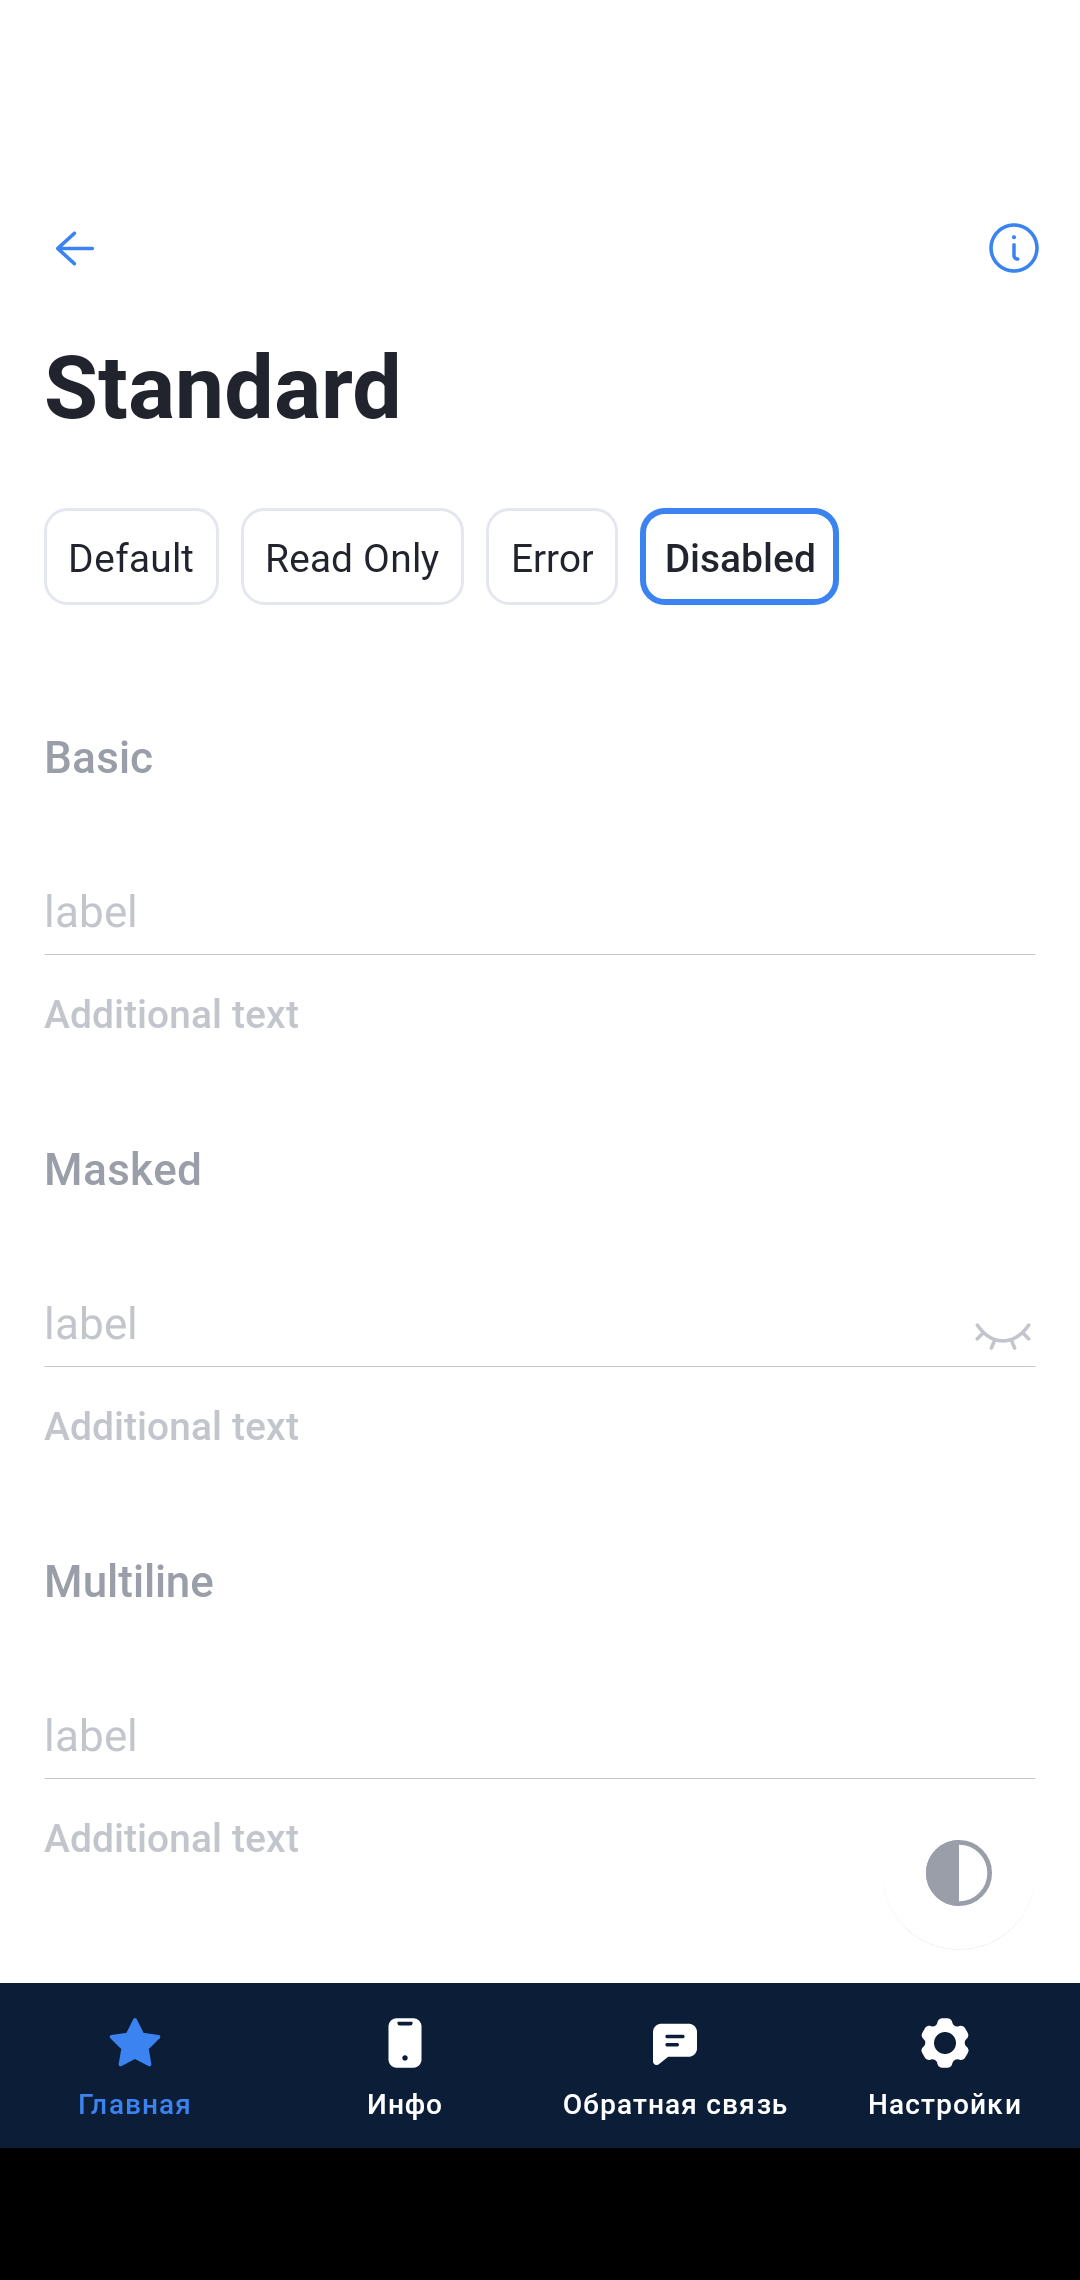 Standard
Default Read Only Error Disabled
Basic
label
Additional text
Masked
label
Additional text
Multiline
label
Additional text
Главная Инфо Обратная связь Настройки